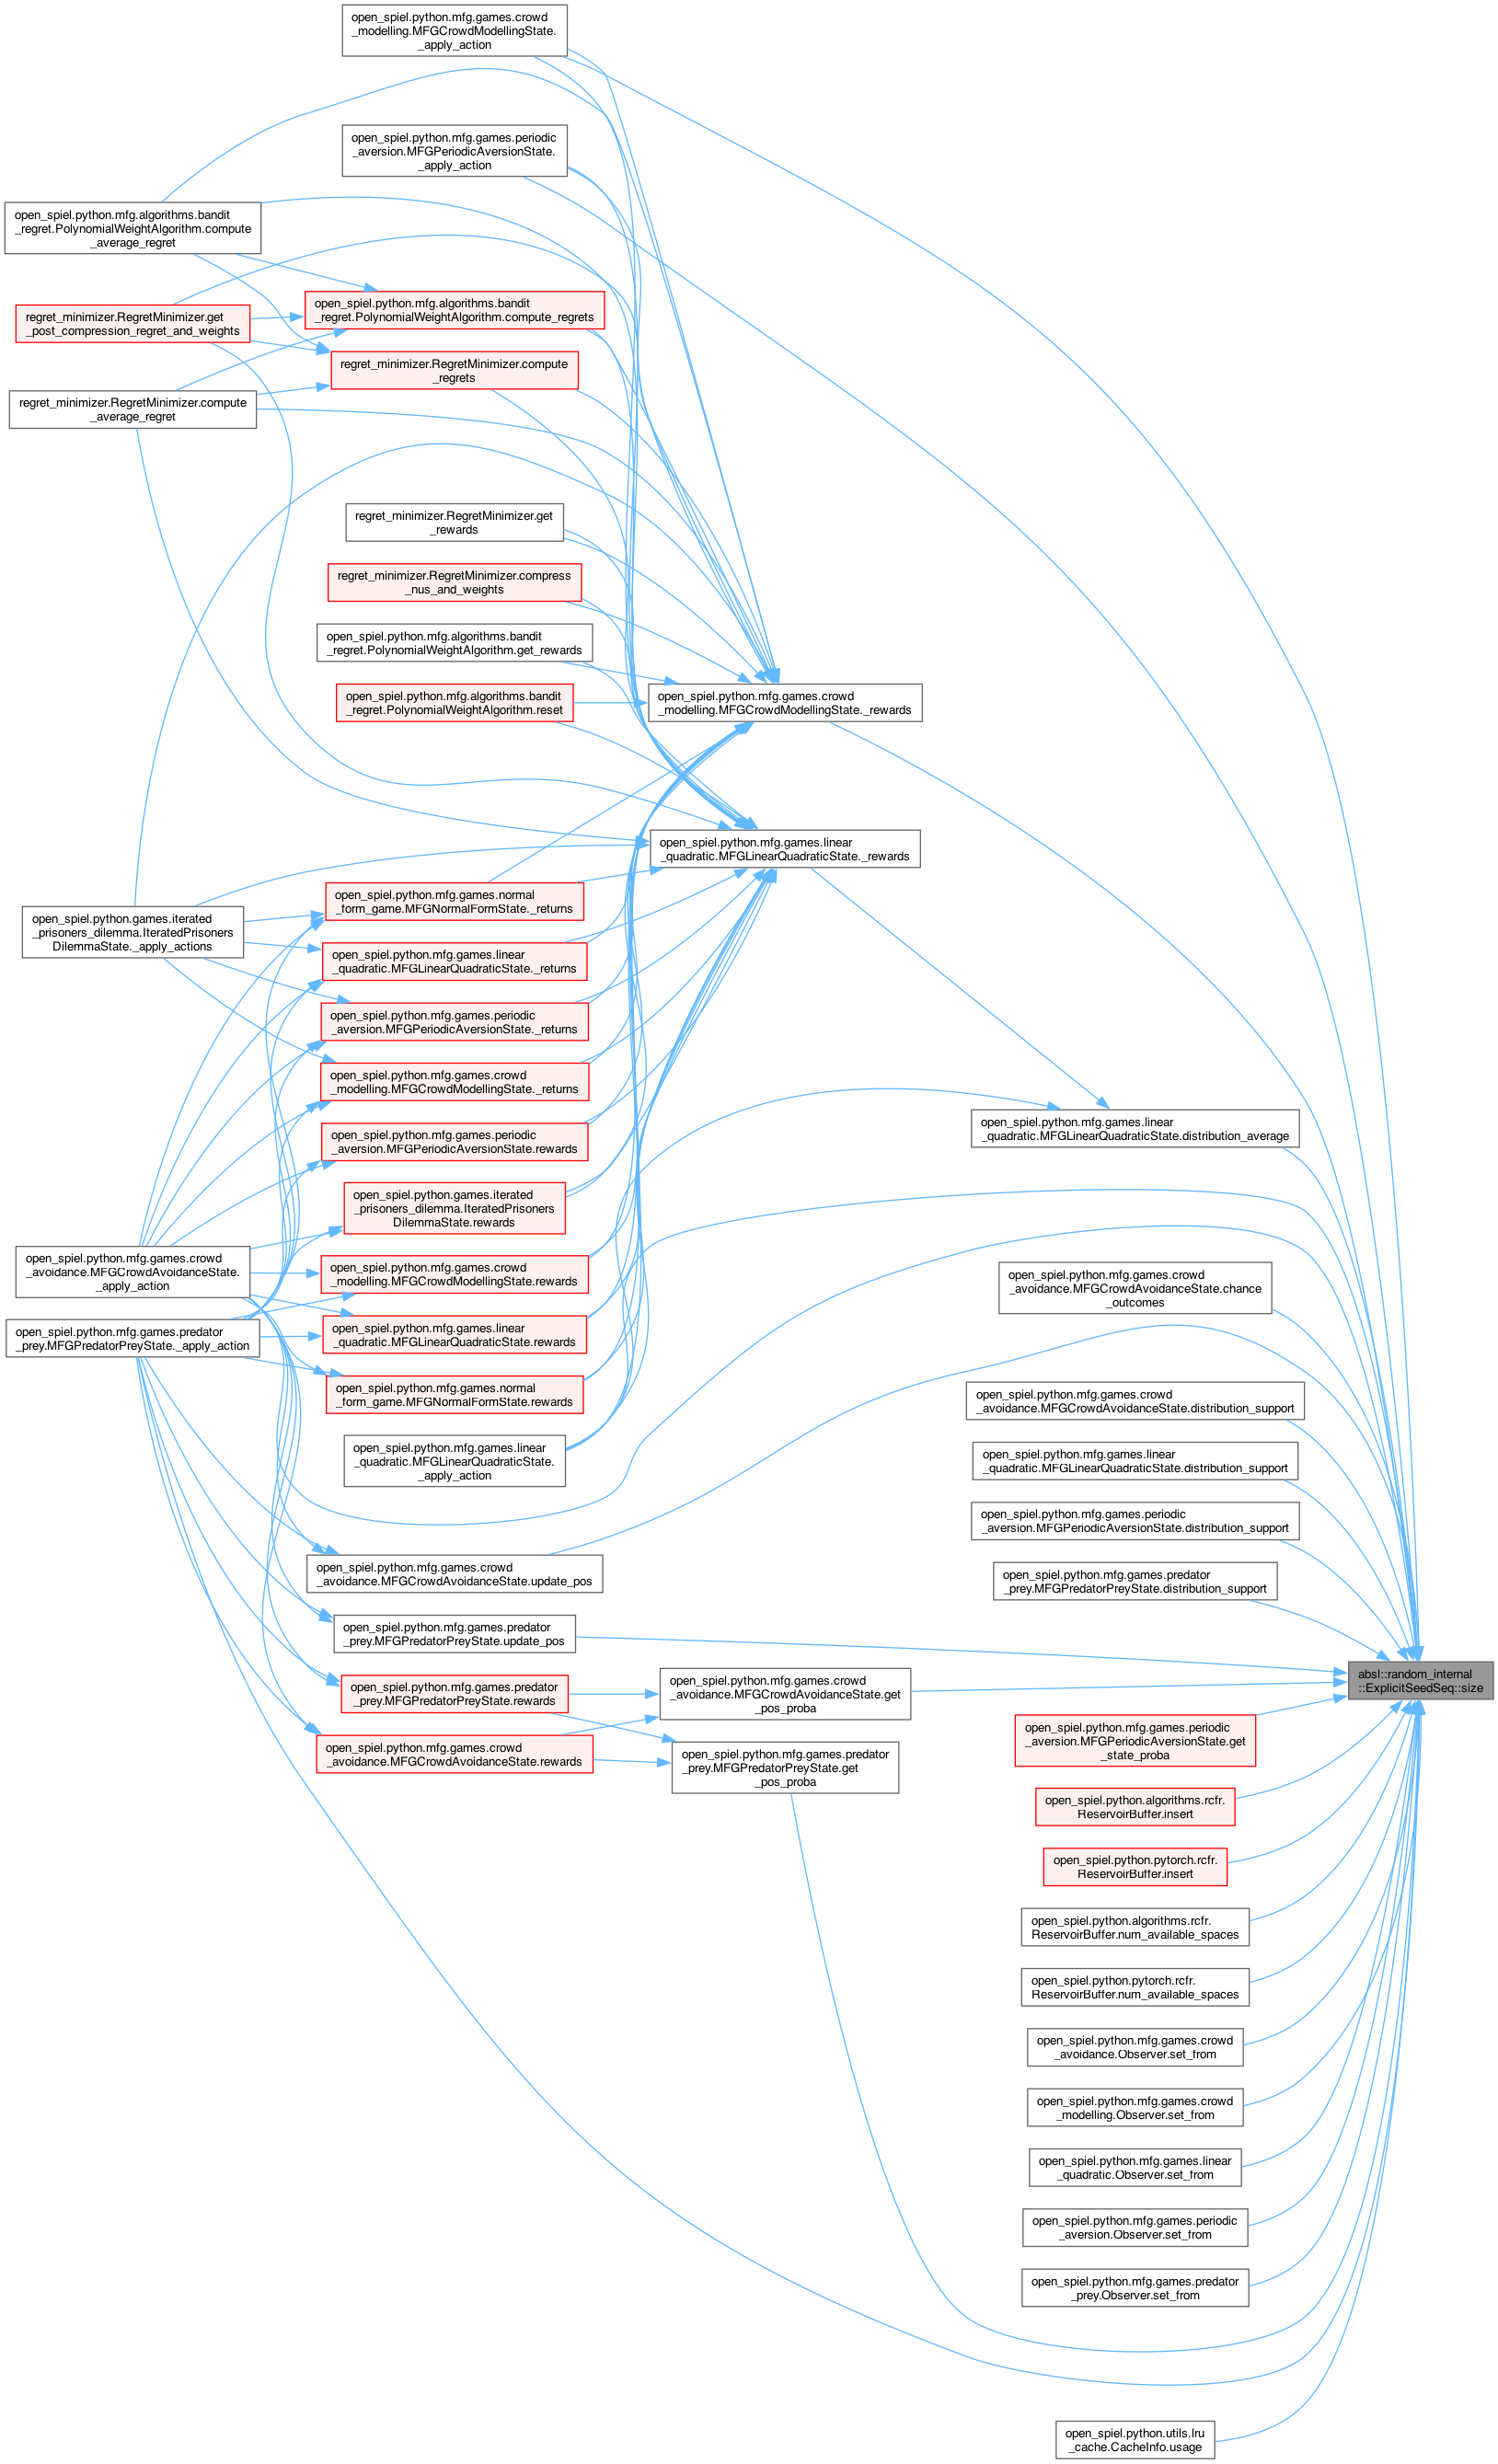 open_spiel.python.mfg.games.crowd
_modelling.MFGCrowdModellingState.
_apply_action
open_spiel.python.mfg.games.periodic
_aversion.MFGPeriodicAversionState.
_apply_action
open_spiel.python.mfg.algorithms.bandit
_regret.PolynomialWeightAlgorithm.compute
_average_regret
open_spiel.python.mfg.algorithms.bandit
_regret.PolynomialWeightAlgorithm.compute_regrets
regret_minimizer.RegretMinimizer.get
_post_compression_regret_and_weights
regret_minimizer.RegretMinimizer.compute
_regrets
regret_minimizer.RegretMinimizer.compute
_average_regret
regret_minimizer.RegretMinimizer.get
_rewards
regret_minimizer.RegretMinimizer.compress
_nus_and_weights
open_spiel.python.mfg.algorithms.bandit
_regret.PolynomialWeightAlgorithm.get_rewards
open_spiel.python.mfg.algorithms.bandit
_regret.PolynomialWeightAlgorithm.reset
open_spiel.python.mfg.games.crowd
_modelling.MFGCrowdModellingState._rewards
open_spiel.python.mfg.games.linear
_quadratic.MFGLinearQuadraticState._rewards
open_spiel.python.mfg.games.normal
_form_game.MFGNormalFormState._returns
open_spiel.python.games.iterated
_prisoners_dilemma.IteratedPrisoners
DilemmaState._apply_actions
open_spiel.python.mfg.games.linear
_quadratic.MFGLinearQuadraticState._returns
open_spiel.python.mfg.games.periodic
_aversion.MFGPeriodicAversionState._returns
open_spiel.python.mfg.games.crowd
_modelling.MFGCrowdModellingState._returns
open_spiel.python.mfg.games.periodic
_aversion.MFGPeriodicAversionState.rewards
open_spiel.python.mfg.games.linear
_quadratic.MFGLinearQuadraticState.distribution_average
open_spiel.python.games.iterated
_prisoners_dilemma.IteratedPrisoners
DilemmaState.rewards
open_spiel.python.mfg.games.crowd
_avoidance.MFGCrowdAvoidanceState.
_apply_action
open_spiel.python.mfg.games.crowd
_modelling.MFGCrowdModellingState.rewards
open_spiel.python.mfg.games.crowd
_avoidance.MFGCrowdAvoidanceState.chance
_outcomes
open_spiel.python.mfg.games.predator
_prey.MFGPredatorPreyState._apply_action
open_spiel.python.mfg.games.linear
_quadratic.MFGLinearQuadraticState.rewards
open_spiel.python.mfg.games.normal
_form_game.MFGNormalFormState.rewards
open_spiel.python.mfg.games.crowd
_avoidance.MFGCrowdAvoidanceState.distribution_support
open_spiel.python.mfg.games.linear
_quadratic.MFGLinearQuadraticState.
_apply_action
open_spiel.python.mfg.games.linear
_quadratic.MFGLinearQuadraticState.distribution_support
open_spiel.python.mfg.games.periodic
_aversion.MFGPeriodicAversionState.distribution_support
open_spiel.python.mfg.games.crowd
_avoidance.MFGCrowdAvoidanceState.update_pos
open_spiel.python.mfg.games.predator
_prey.MFGPredatorPreyState.distribution_support
open_spiel.python.mfg.games.predator
_prey.MFGPredatorPreyState.update_pos
absl::random_internal
::ExplicitSeedSeq::size
open_spiel.python.mfg.games.predator
_prey.MFGPredatorPreyState.rewards
open_spiel.python.mfg.games.crowd
_avoidance.MFGCrowdAvoidanceState.get
_pos_proba
open_spiel.python.mfg.games.periodic
_aversion.MFGPeriodicAversionState.get
_state_proba
open_spiel.python.mfg.games.crowd
_avoidance.MFGCrowdAvoidanceState.rewards
open_spiel.python.mfg.games.predator
_prey.MFGPredatorPreyState.get
_pos_proba
open_spiel.python.algorithms.rcfr.
ReservoirBuffer.insert
open_spiel.python.pytorch.rcfr.
ReservoirBuffer.insert
open_spiel.python.algorithms.rcfr.
ReservoirBuffer.num_available_spaces
open_spiel.python.pytorch.rcfr.
ReservoirBuffer.num_available_spaces
open_spiel.python.mfg.games.crowd
_avoidance.Observer.set_from
open_spiel.python.mfg.games.crowd
_modelling.Observer.set_from
open_spiel.python.mfg.games.linear
_quadratic.Observer.set_from
open_spiel.python.mfg.games.periodic
_aversion.Observer.set_from
open_spiel.python.mfg.games.predator
_prey.Observer.set_from
open_spiel.python.utils.lru
_cache.CacheInfo.usage